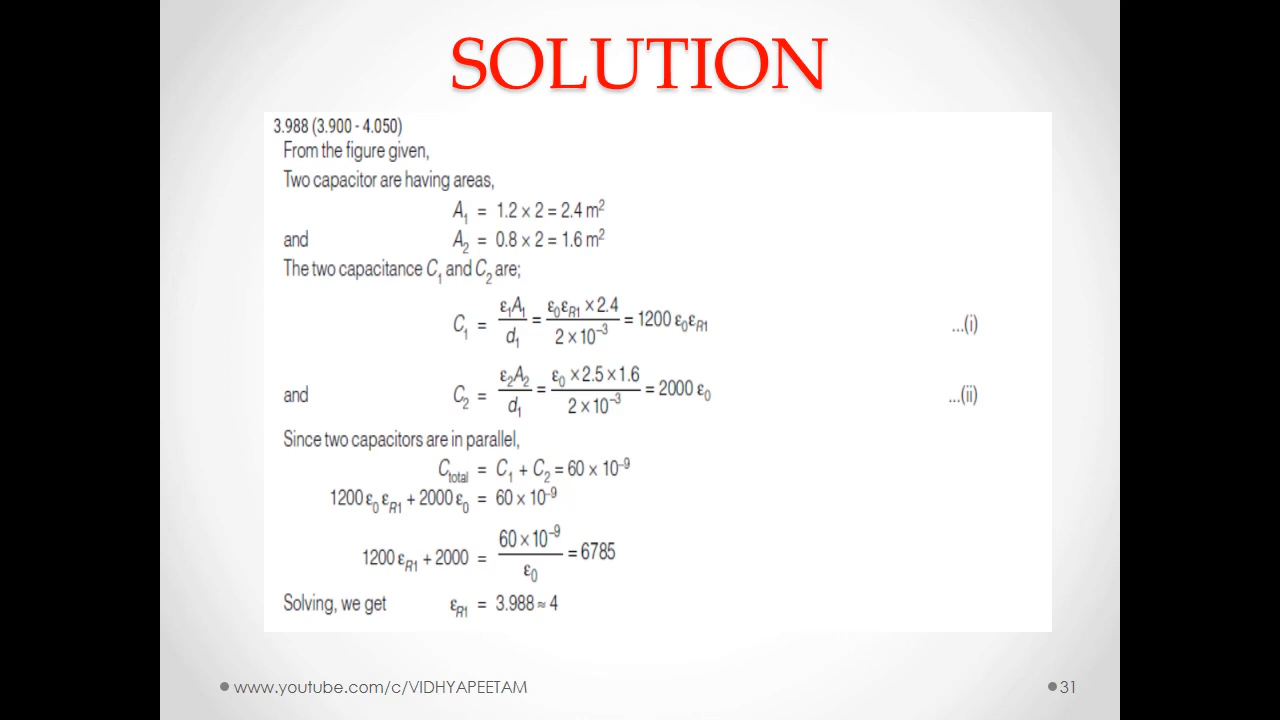 SOLUTION
3.988 (3.900 - 4.050)
From the figure given,
Two capacitor are having areas,
A₁ = 1.2 × 2 = 2.4 m²
and A₂ = 0.8 × 2 = 1.6 m²
The two capacitance C₁ and C₂ are;
C₁ = ε₁A₁/d₁ = ε₀εR1 × 2.4/2 × 10⁻³ = 1200 ε₀εR1 ...(i)
and C₂ = ε₂A₂/d₁ = ε₀ × 2.5 × 1.6/2 × 10⁻³ = 2000 ε₀ ...(ii)
Since two capacitors are in parallel,
Ctotal = C₁ + C₂ = 60 × 10⁻⁹
1200 ε₀ εR1 + 2000 ε₀ = 60 × 10⁻⁹
1200 εR1 + 2000 = 60 × 10⁻⁹/ε₀ = 6785
Solving, we get εR1 = 3.988 ≈ 4
www.youtube.com/c/VIDHYAPEETAM
31